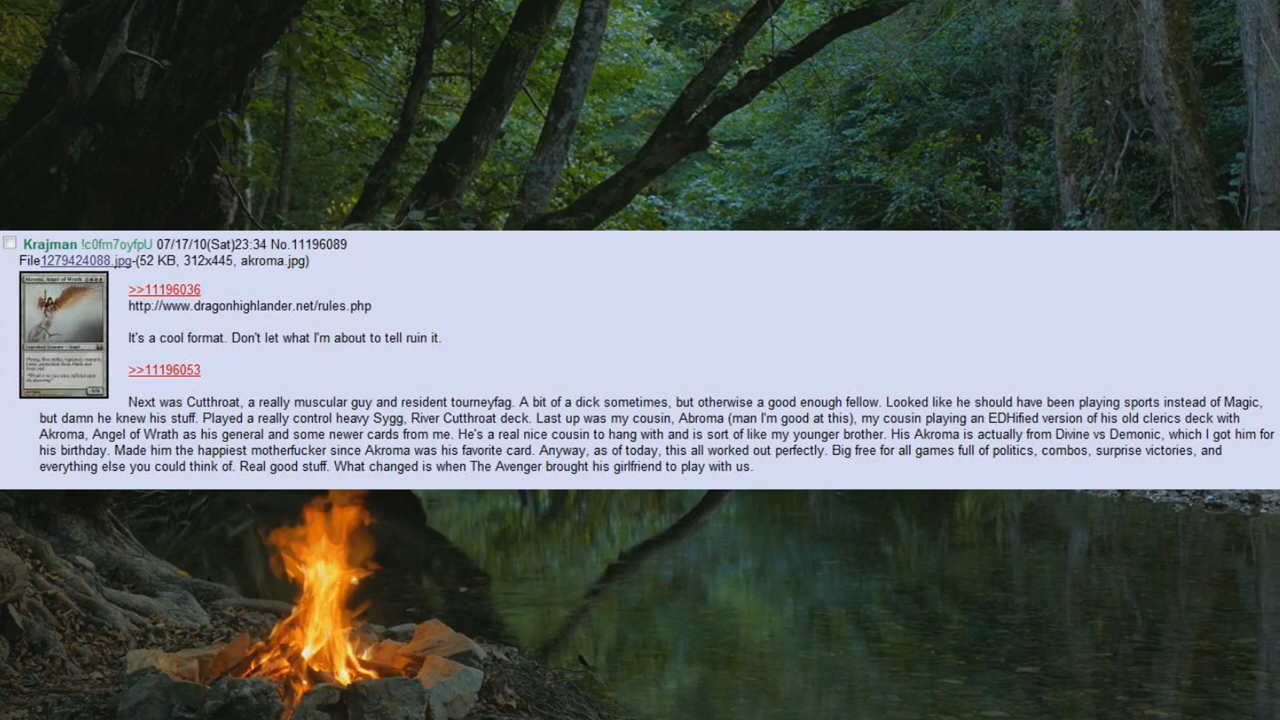 Krajman !c0fm7oyfpU 07/17/10(Sat)23:34 No.11196089
File1279424088.jpg-(52 KB, 312x445, akroma.jpg)
Akroma, Angel of Wrath
>>11196036
http://www.dragonhighlander.net/rules.php
It's a cool format. Don't let what I'm about to tell ruin it.
>>11196053
Next was Cutthroat, a really muscular guy and resident tourneyfag. A bit of a dick sometimes, but otherwise a good enough fellow. Looked like he should have been playing sports instead of Magic,
but damn he knew his stuff. Played a really control heavy Sygg, River Cutthroat deck. Last up was my cousin, Abroma (man I'm good at this), my cousin playing an EDHified version of his old clerics deck with
Akroma, Angel of Wrath as his general and some newer cards from me. He's a real nice cousin to hang with and is sort of like my younger brother. His Akroma is actually from Divine vs Demonic, which I got him for
his birthday. Made him the happiest motherfucker since Akroma was his favorite card. Anyway, as of today, this all worked out perfectly. Big free for all games full of politics, combos, surprise victories, and
everything else you could think of. Real good stuff. What changed is when The Avenger brought his girlfriend to play with us.